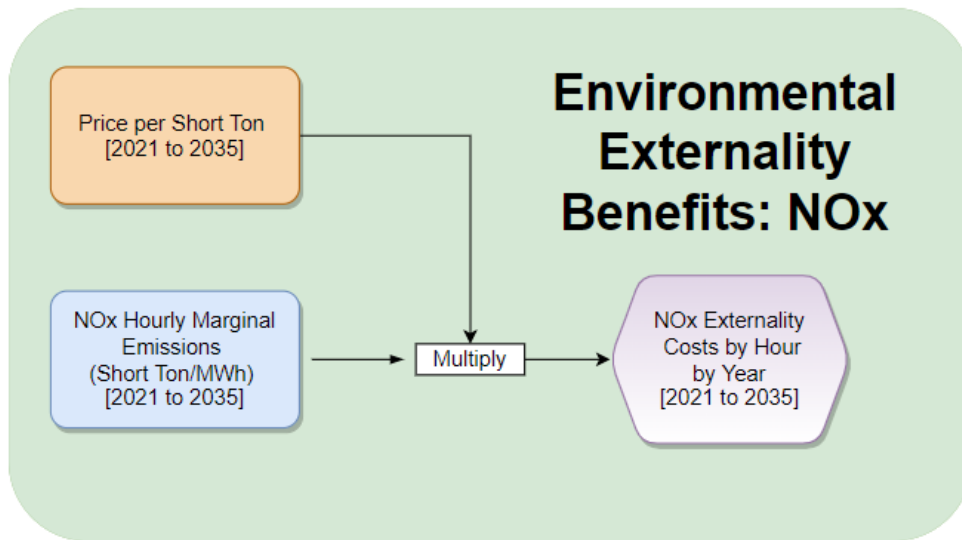 Environmental
Externality
Benefits: NOx
Price per Short Ton
[2021 to 2035]
NOx Hourly Marginal
Emissions
(Short Ton/MWh)
[2021 to 2035]
Multiply
NOx Externality
Costs by Hour
by Year
[2021 to 2035]